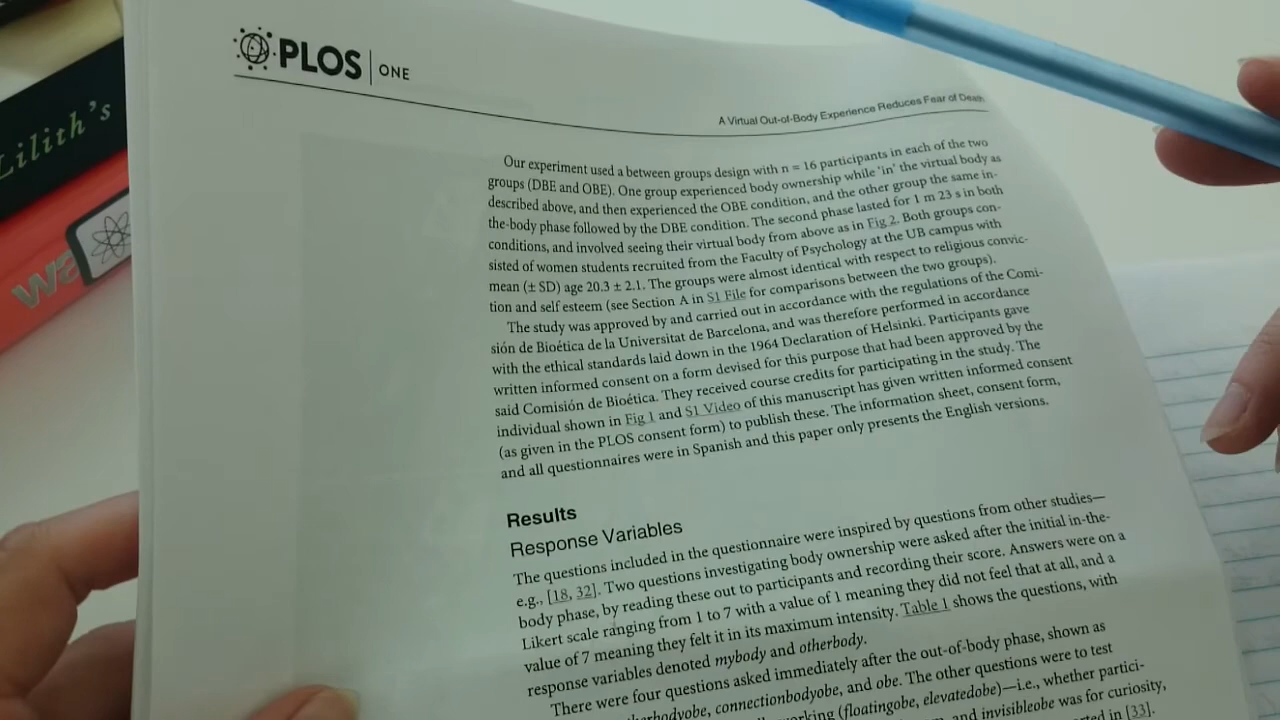 Lilith's
wa
PLOS | ONE
A Virtual Out-of-Body Experience Reduces Fear of Death
Our experiment used a between groups design with n = 16 participants in each of the two
groups (DBE and OBE). One group experienced body ownership while 'in' the virtual body as
described above, and then experienced the OBE condition, and the other group the same in-
the-body phase followed by the DBE condition. The second phase lasted for 1 m 23 s in both
conditions, and involved seeing their virtual body from above as in Fig 2. Both groups con-
sisted of women students recruited from the Faculty of Psychology at the UB campus with
mean (± SD) age 20.3 ± 2.1. The groups were almost identical with respect to religious convic-
tion and self esteem (see Section A in S1 File for comparisons between the two groups).
The study was approved by and carried out in accordance with the regulations of the Comi-
sión de Bioética de la Universitat de Barcelona, and was therefore performed in accordance
with the ethical standards laid down in the 1964 Declaration of Helsinki. Participants gave
written informed consent on a form devised for this purpose that had been approved by the
said Comisión de Bioética. They received course credits for participating in the study. The
individual shown in Fig 1 and S1 Video of this manuscript has given written informed consent
(as given in the PLOS consent form) to publish these. The information sheet, consent form,
and all questionnaires were in Spanish and this paper only presents the English versions.
Results
Response Variables
The questions included in the questionnaire were inspired by questions from other studies—
e.g., [18, 32]. Two questions investigating body ownership were asked after the initial in-the-
body phase, by reading these out to participants and recording their score. Answers were on a
Likert scale ranging from 1 to 7 with a value of 1 meaning they did not feel that at all, and a
value of 7 meaning they felt it in its maximum intensity. Table 1 shows the questions, with
response variables denoted mybody and otherbody.
There were four questions asked immediately after the out-of-body phase, shown as
connectionbodyobe, and obe. The other questions were to test
working (floatingobe, elevatedobe)—i.e., whether partici-
and invisibleobe was for curiosity,
in [33].